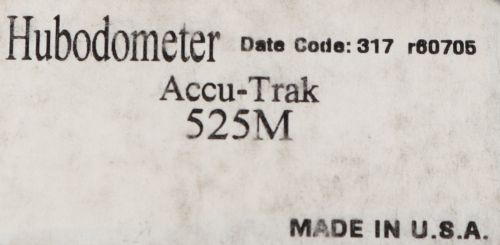 Hubodometer Date Code: 317 r60705
Accu-Trak
525M
MADE IN U.S.A.